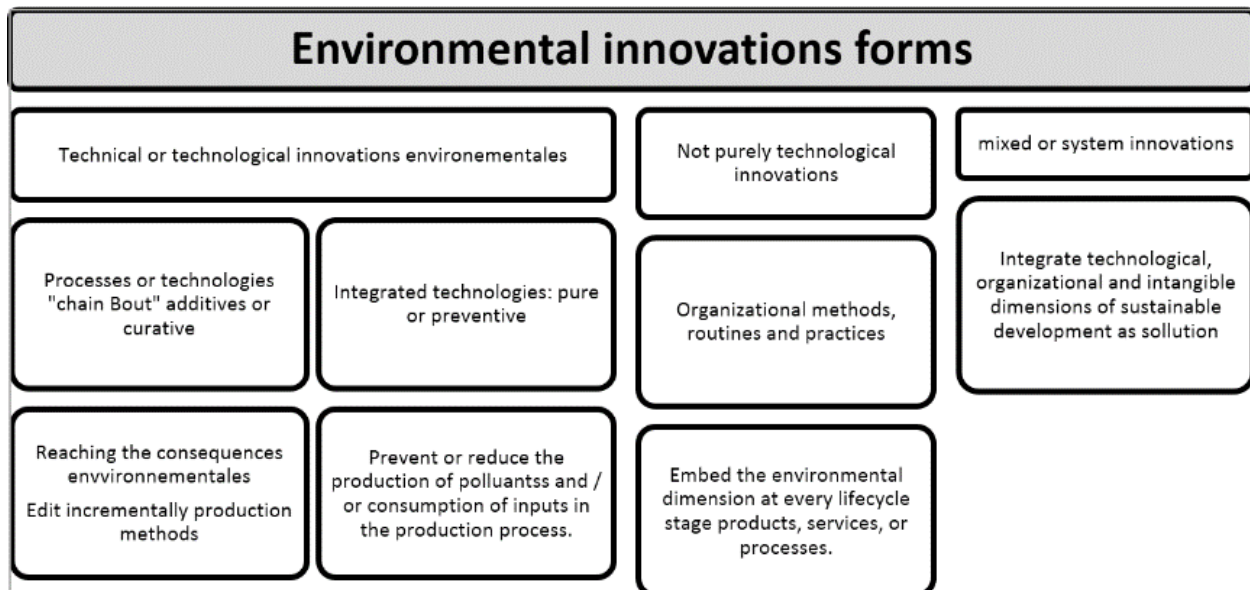 Environmental innovations forms
Technical or technological innovations environementales
Not purely technological
innovations
mixed or system innovations
Processes or technologies
"chain Bout" additives or
curative
Integrated technologies: pure
or preventive
Organizational methods,
routines and practices
Integrate technological,
organizational and intangible
dimensions of sustainable
development as sollution
Reaching the consequences
envvironnementales
Edit incrementally production
methods
Prevent or reduce the
production of polluantss and /
or consumption of inputs in
the production process.
Embed the environmental
dimension at every lifecycle
stage products, services, or
processes.